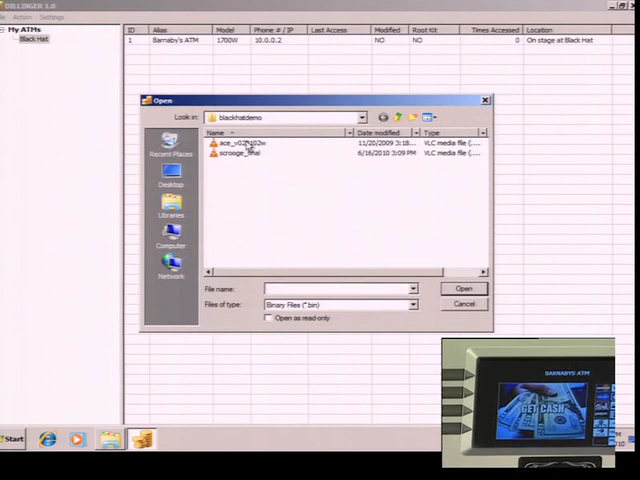 DILLINGER 1.0
Action Settings
My ATMs
Black Hat
ID Alias Model Phone # / IP Last Access Modified Root Kit Times Accessed Location
1 Barnaby's ATM 1700W 10.0.0.2 NO NO 0 On stage at Black Hat
Open
Look in: blackhatdemo
Name Date modified Type
11/20/2009 3:18... VLC media file (....
scrooge_final 6/16/2010 3:09 PM VLC media file (....
Recent Places
Desktop
Libraries
Computer
Network
File name: Open
Files of type: Binary Files (*.bin) Cancel
Open as read-only
BARNABYS ATM
GET CASH
Start